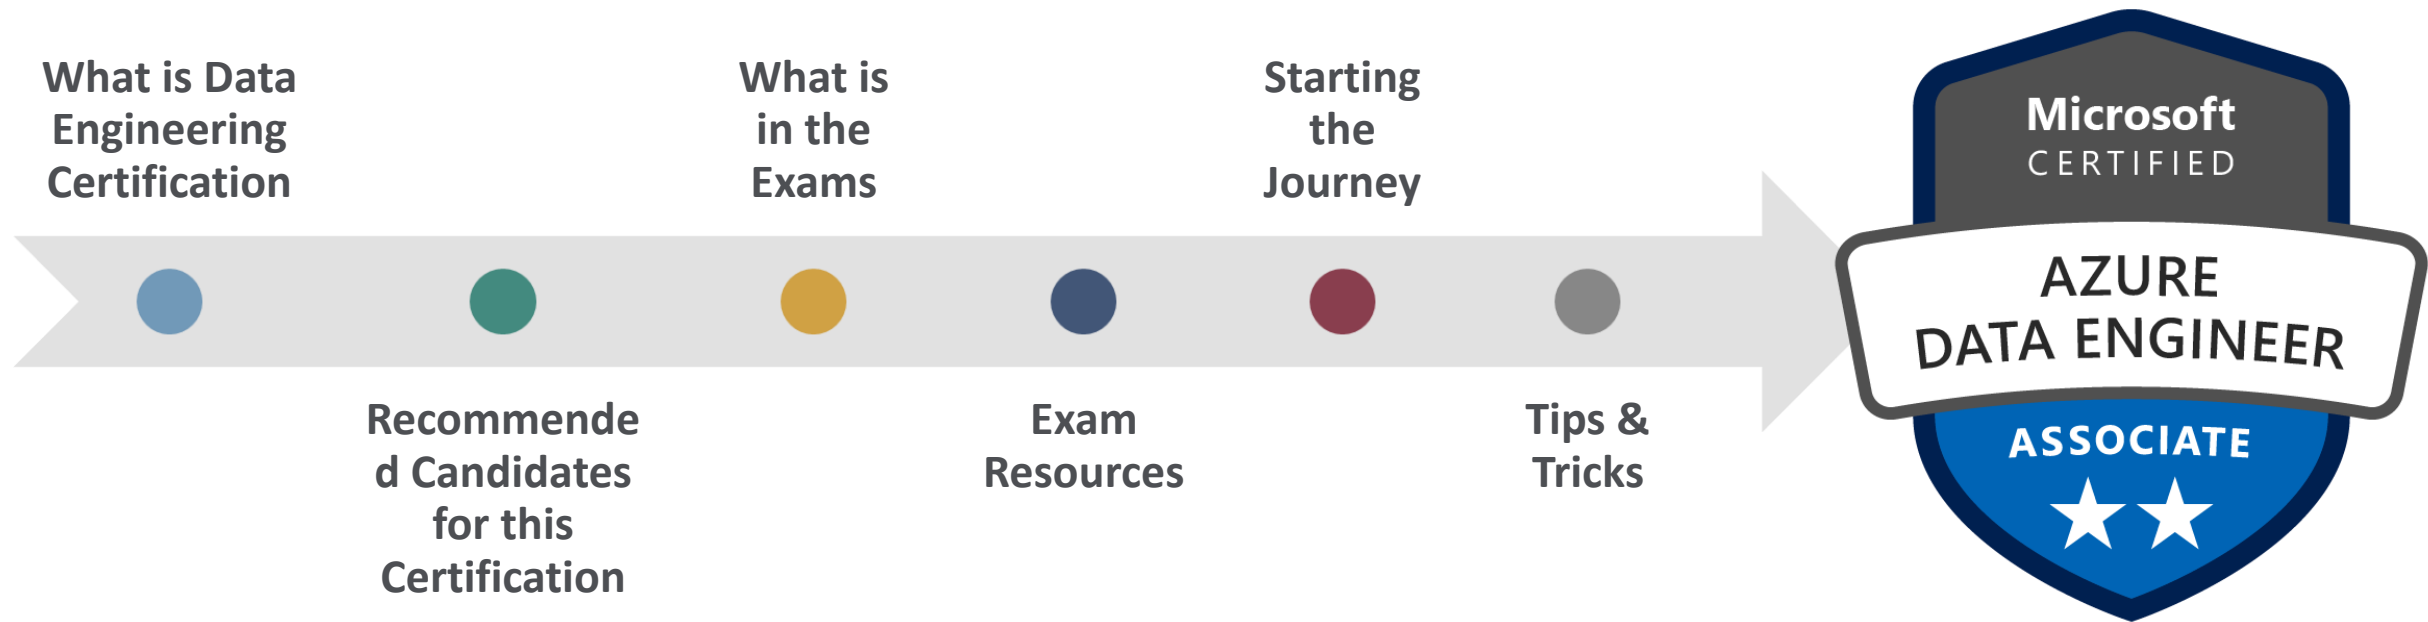 What is Data
Engineering
Certification
Recommende
d Candidates
for this
Certification
What is
in the
Exams
Exam
Resources
Starting
the
Journey
Tips &
Tricks
Microsoft
CERTIFIED
AZURE
DATA ENGINEER
ASSOCIATE